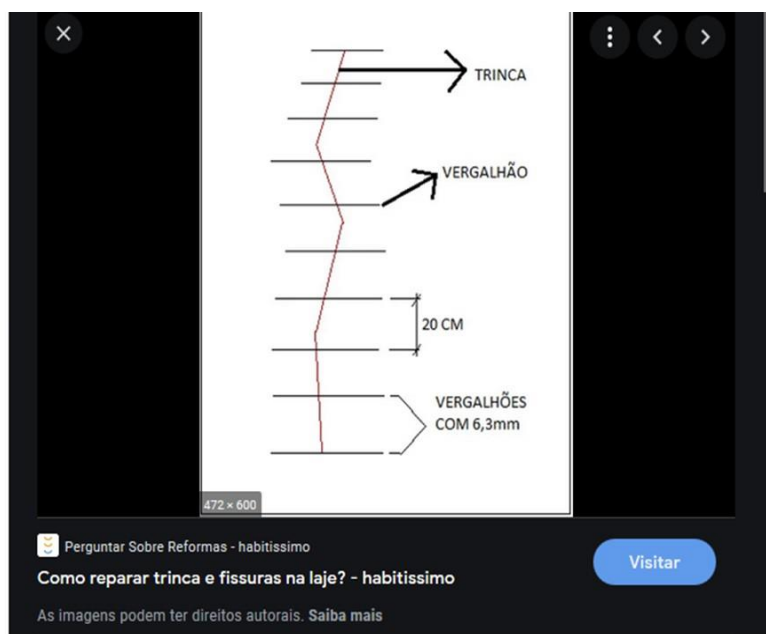 TRINCA
VERGALHÃO
20 CM
VERGALHÕES
COM 6,3mm
472 × 600
Perguntar Sobre Reformas - habitissimo
Como reparar trinca e fissuras na laje? - habitissimo
Visitar
As imagens podem ter direitos autorais. Saiba mais